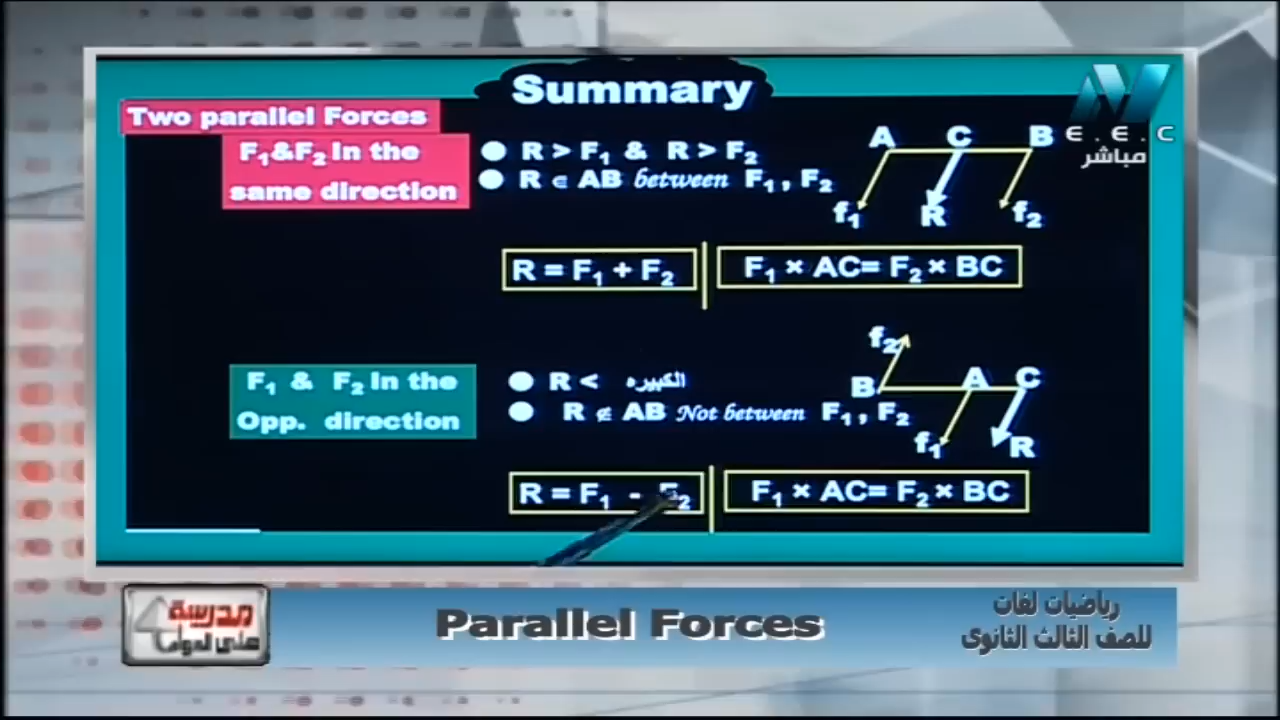 Summary
Two parallel Forces
F₁&F₂ In the
same direction
● R > F₁ & R > F₂
● R ∈ AB between F₁ , F₂
A C B
f₁ R f₂
R = F₁ + F₂
F₁ × AC= F₂ × BC
F₁ & F₂ In the
Opp. direction
● R < الكبيره
● R ∉ AB Not between F₁ , F₂
f₂
B A C
f₁ R
R = F₁ - F₂
F₁ × AC= F₂ × BC
E.E.C
مباشر
مدرسة
على الهواء
Parallel Forces
رياضيات لغات
للصف الثالث الثانوى